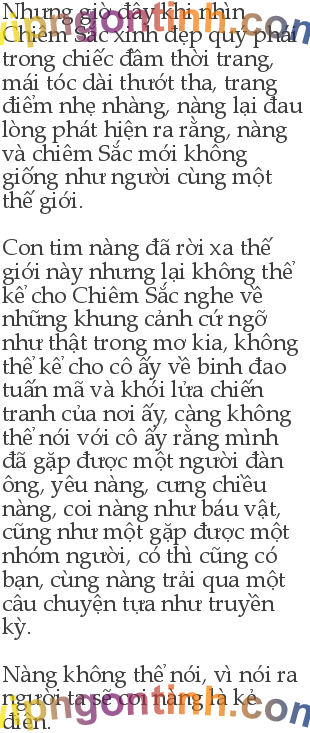 Nhưng giờ đây khi nhìn
Chiêm Sắc xinh đẹp quý phái
trong chiếc đầm thời trang,
mái tóc dài thướt tha, trang
điểm nhẹ nhàng, nàng lại đau
lòng phát hiện ra rằng, nàng
và chiêm Sắc mới không
giống như người cùng một
thế giới.
Con tim nàng đã rời xa thế
giới này nhưng lại không thể
kể cho Chiêm Sắc nghe về
những khung cảnh cứ ngỡ
như thật trong mơ kia, không
thể kể cho cô ấy về binh đao
tuấn mã và khói lửa chiến
tranh của nơi ấy, càng không
thể nói với cô ấy rằng mình
đã gặp được một người đàn
ông, yêu nàng, cưng chiều
nàng, coi nàng như báu vật,
cũng như một gặp được một
nhóm người, có thì cũng có
bạn, cùng nàng trải qua một
câu chuyện tựa như truyền
kỳ.
Nàng không thể nói, vì nói ra
người ta sẽ coi nàng là kẻ
điên.
vipngontinh.com
vipngontinh.com